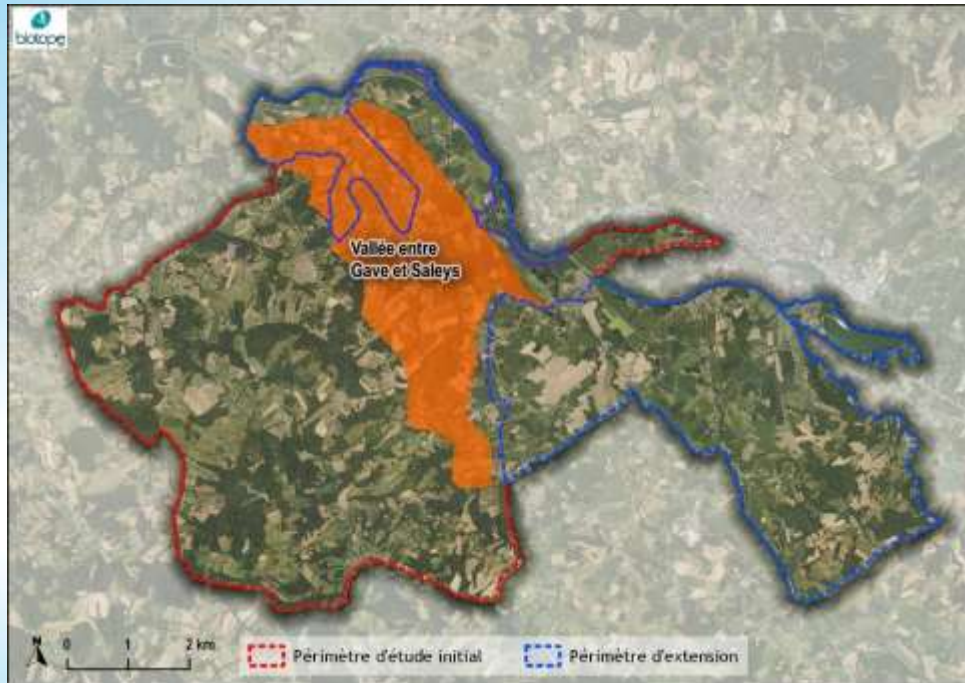 biotope
Vallée entre
Gave et Saleys
N
0 1 2 km
Périmètre d'étude initial
Périmètre d'extension